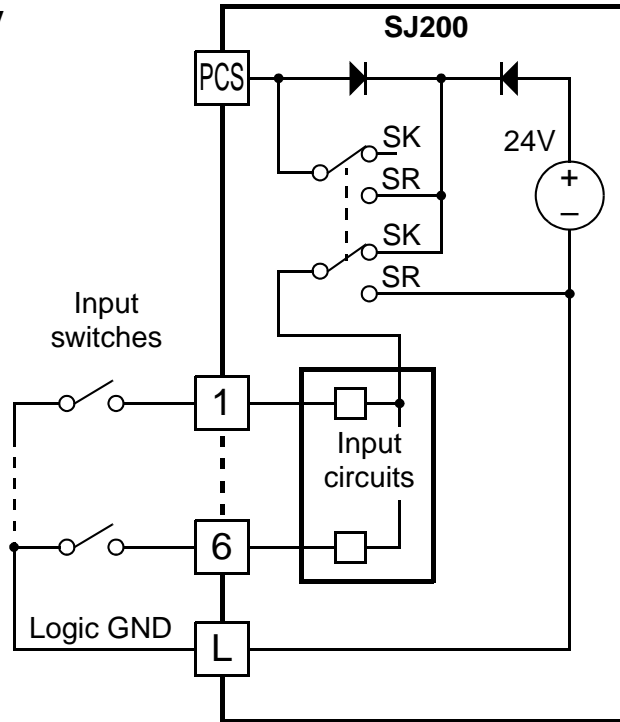 SJ200
PCS
SK
24V
SR
+
–
SK
SR
Input
switches
1
Input
circuits
6
Logic GND
L